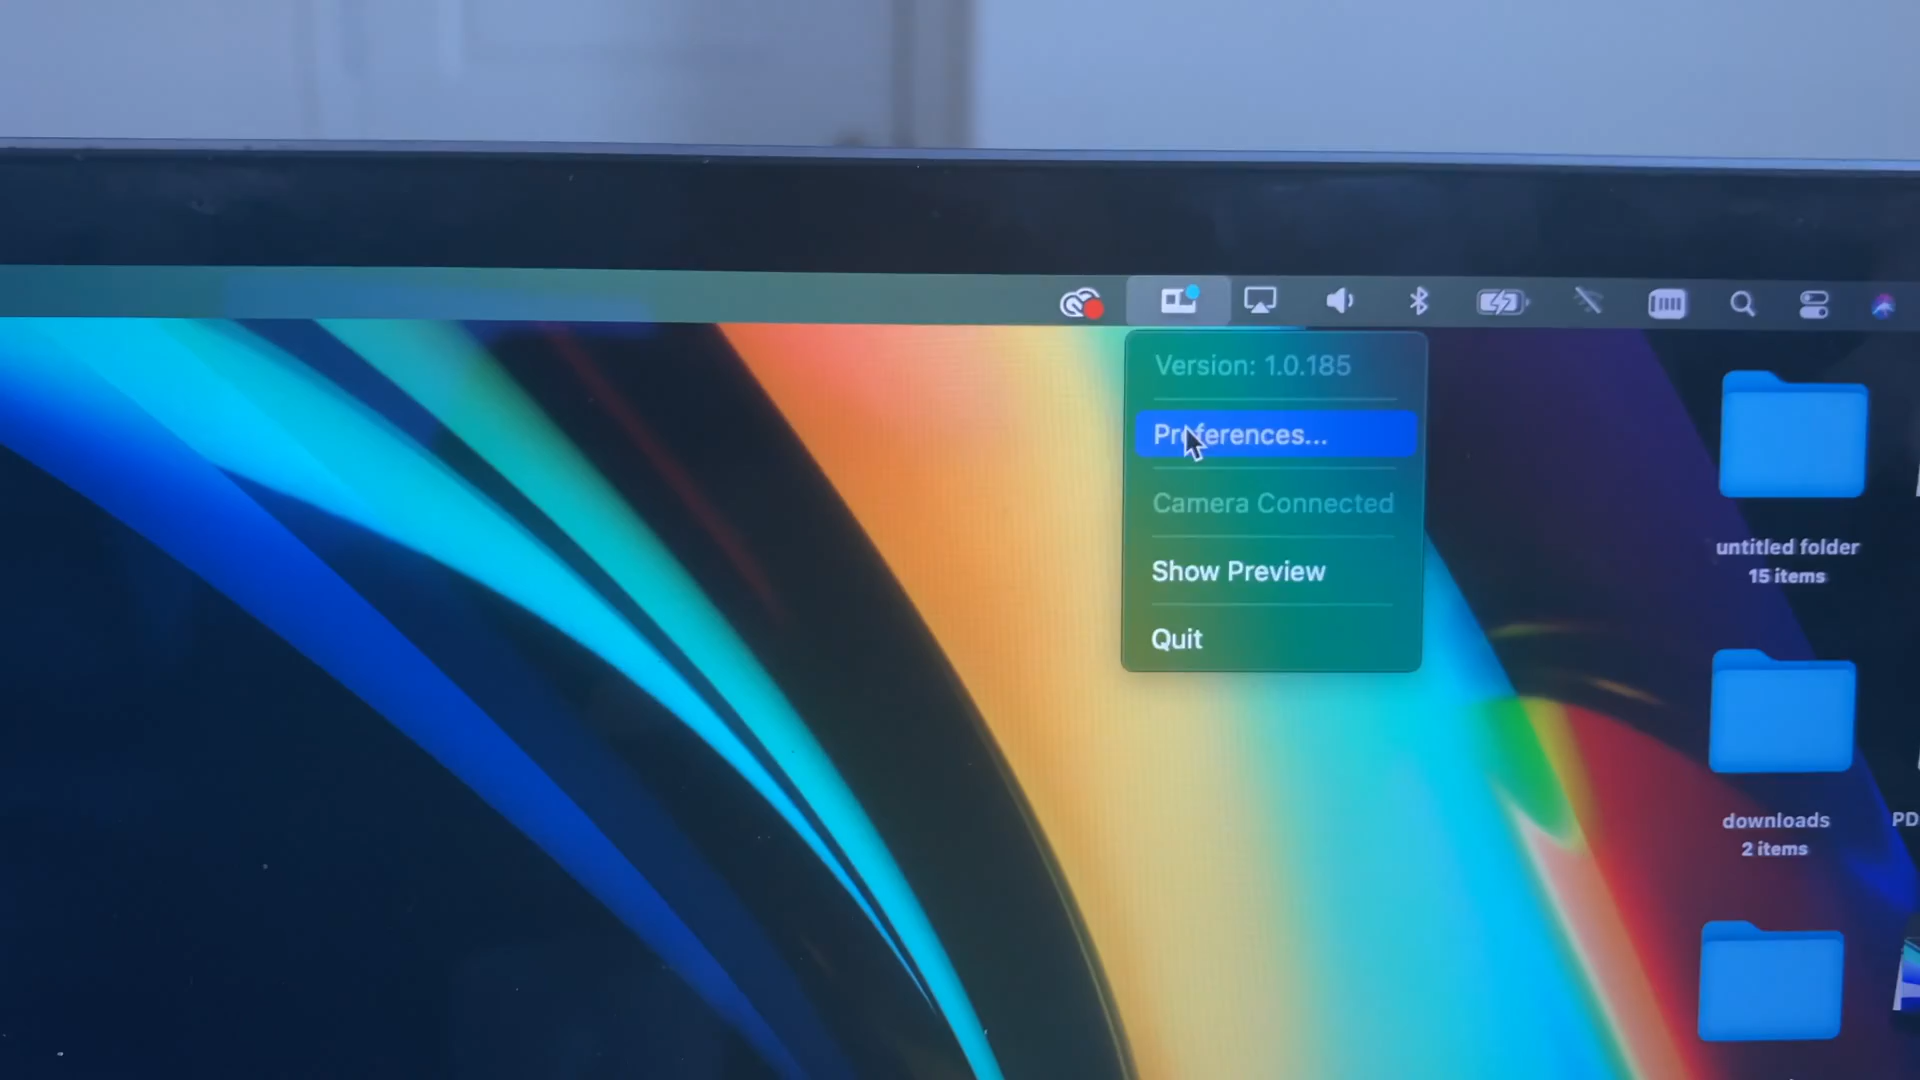 Version: 1.0.185
Preferences...
Camera Connected
Show Preview
Quit
untitled folder
15 items
downloads
2 items
PD